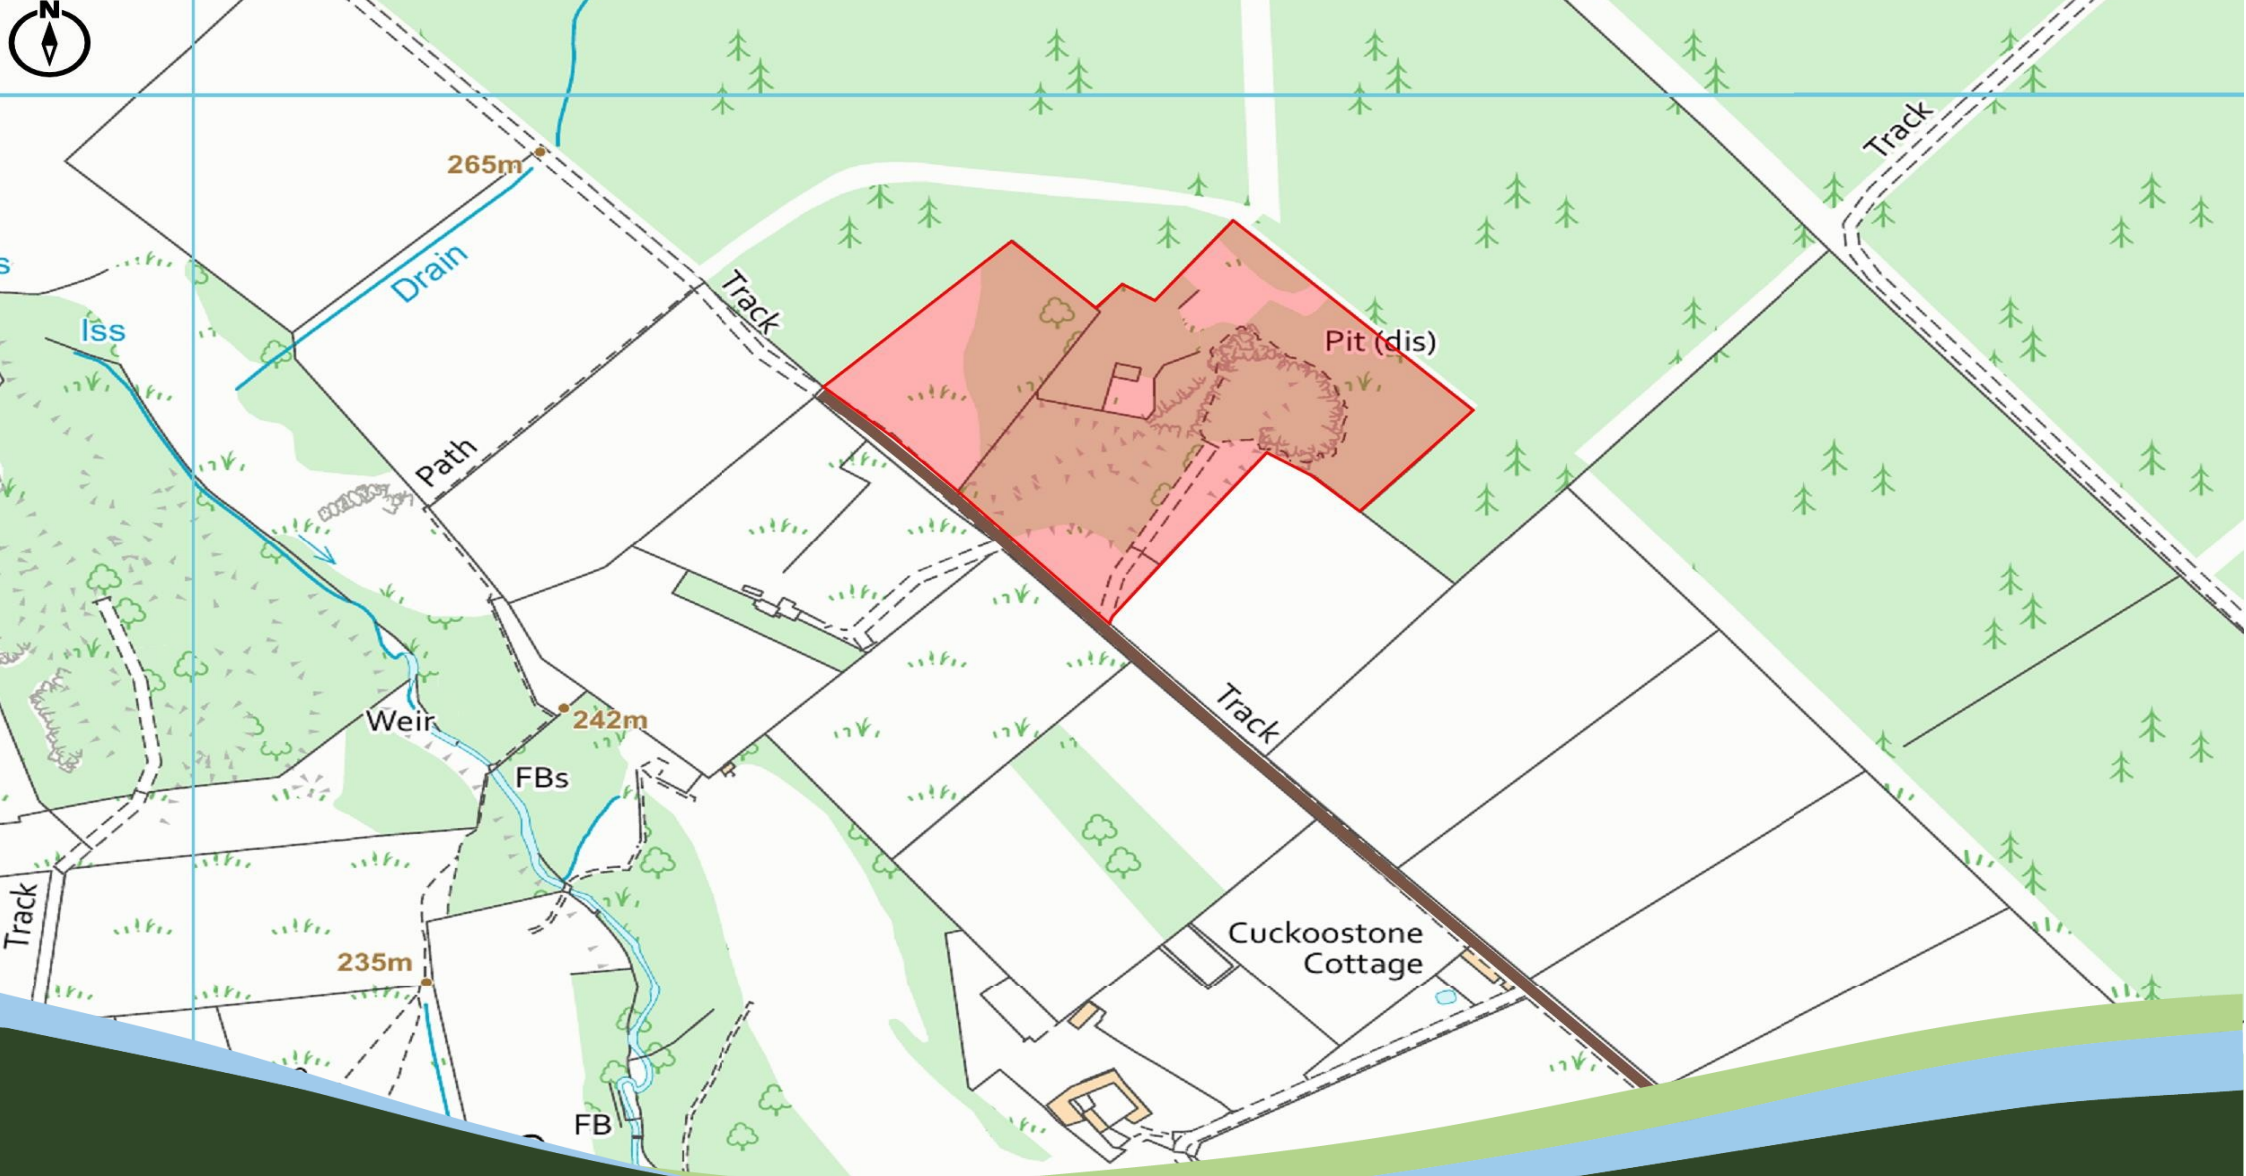 N
265m
Track
Drain
Track
s
Iss
Pit (dis)
Path
Track
Weir
242m
FBs
Track
Cuckoostone
Cottage
235m
FB